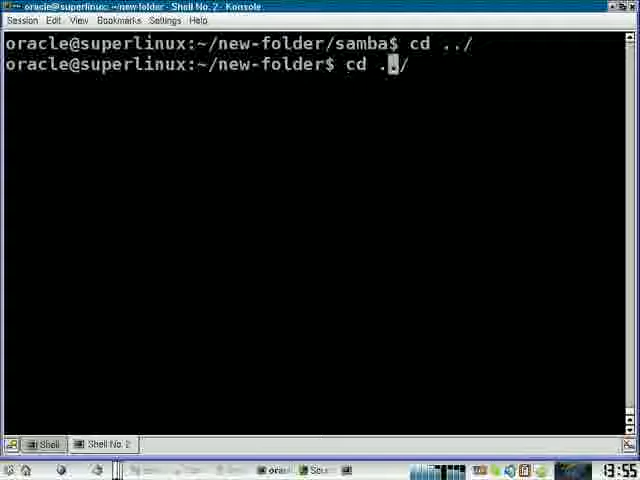 oracle@superlinux:~/new-folder - Shell No. 2 - Konsole
Session Edit View Bookmarks Settings Help
oracle@superlinux:~/new-folder/samba$ cd ../
oracle@superlinux:~/new-folder$ cd ../
Shell Shell No. 2
13:55